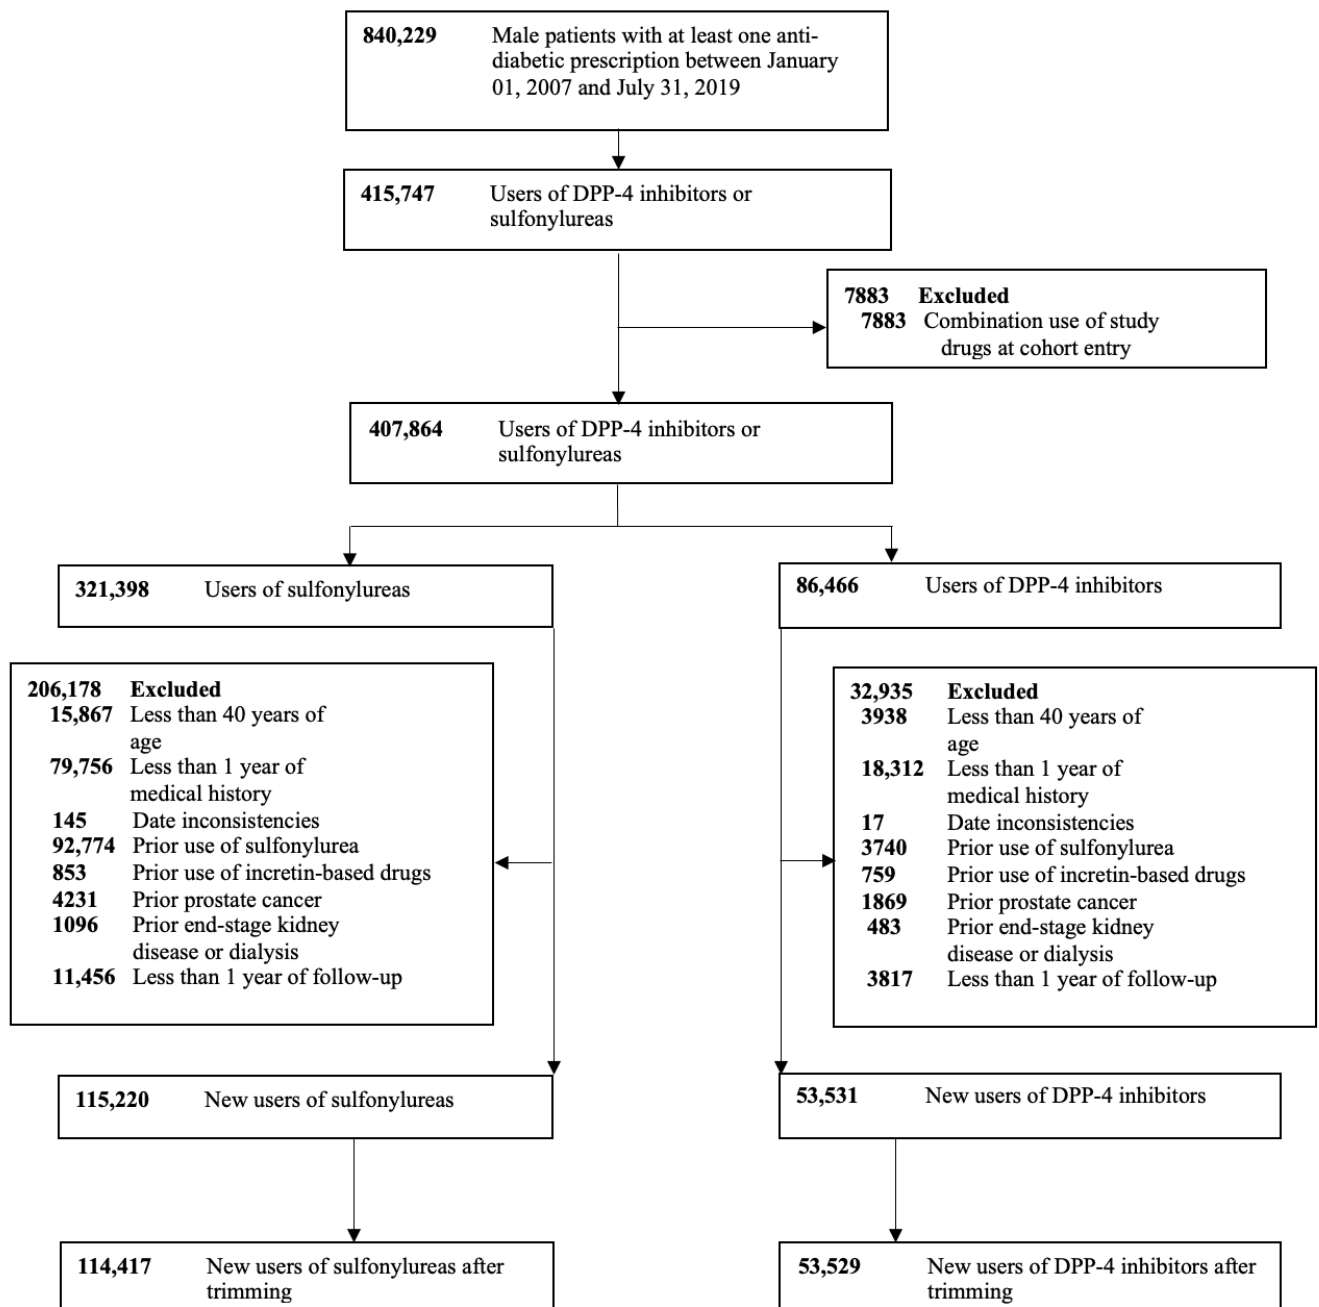 840,229 Male patients with at least one anti-
diabetic prescription between January
01, 2007 and July 31, 2019
415,747 Users of DPP-4 inhibitors or
sulfonylureas
7883 Excluded
7883 Combination use of study
drugs at cohort entry
407,864 Users of DPP-4 inhibitors or
sulfonylureas
321,398 Users of sulfonylureas
86,466 Users of DPP-4 inhibitors
206,178 Excluded
15,867 Less than 40 years of
age
79,756 Less than 1 year of
medical history
145 Date inconsistencies
92,774 Prior use of sulfonylurea
853 Prior use of incretin-based drugs
4231 Prior prostate cancer
1096 Prior end-stage kidney
disease or dialysis
11,456 Less than 1 year of follow-up
32,935 Excluded
3938 Less than 40 years of
age
18,312 Less than 1 year of
medical history
17 Date inconsistencies
3740 Prior use of sulfonylurea
759 Prior use of incretin-based drugs
1869 Prior prostate cancer
483 Prior end-stage kidney
disease or dialysis
3817 Less than 1 year of follow-up
115,220 New users of sulfonylureas
53,531 New users of DPP-4 inhibitors
114,417 New users of sulfonylureas after
trimming
53,529 New users of DPP-4 inhibitors after
trimming